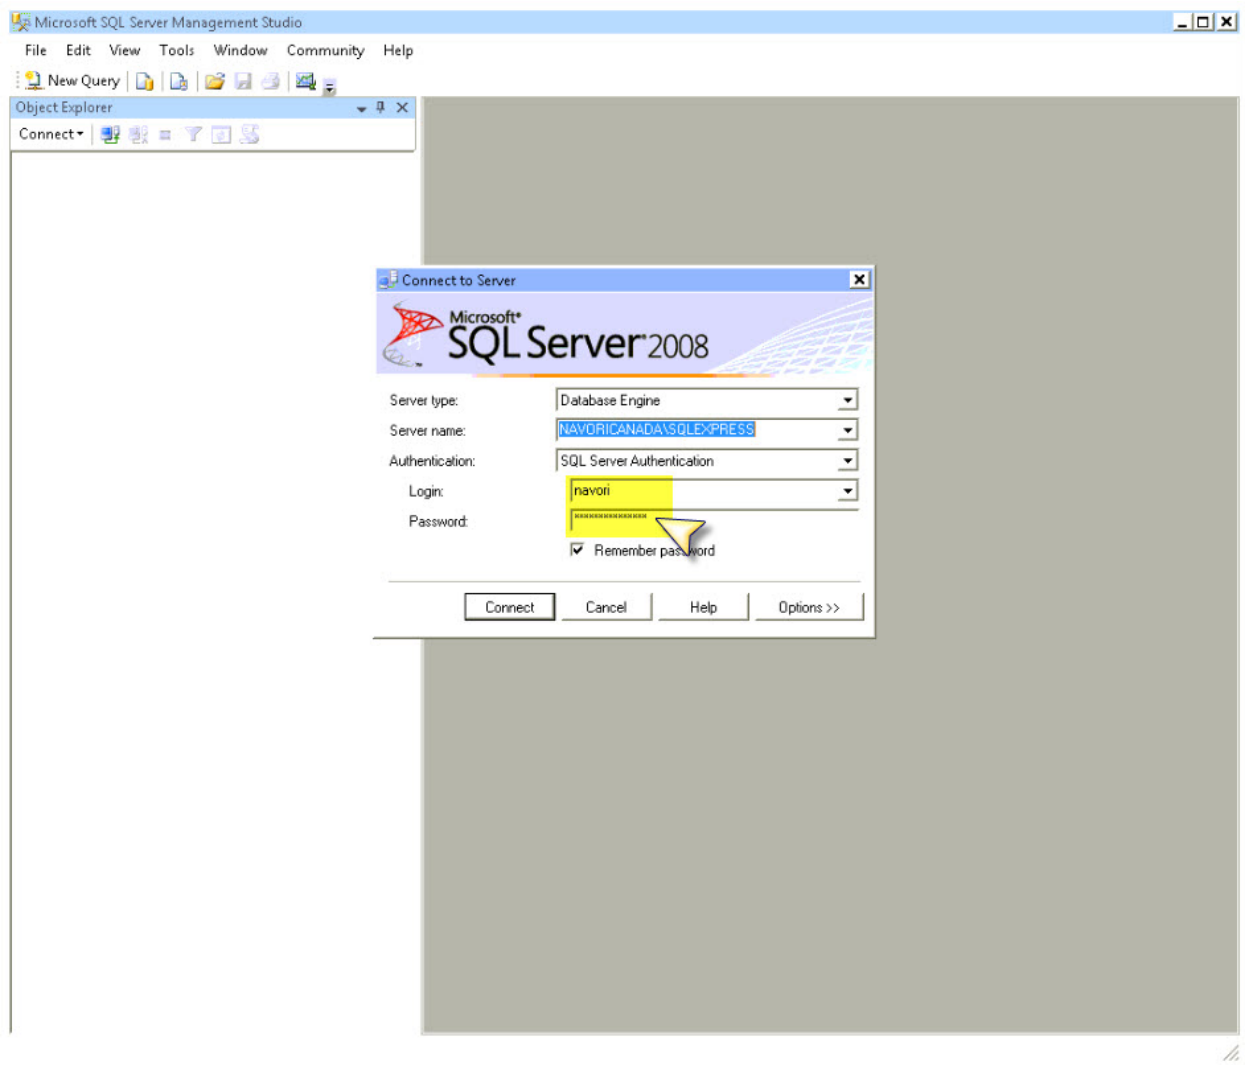 Microsoft SQL Server Management Studio
File Edit View Tools Window Community Help
New Query
Object Explorer
Connect
Connect to Server
Microsoft®
SQL Server 2008
Server type: Database Engine
Server name: NAVORICANADA\SQLEXPRESS
Authentication: SQL Server Authentication
Login: navori
Password: ***************
Remember password
Connect Cancel Help Options >>